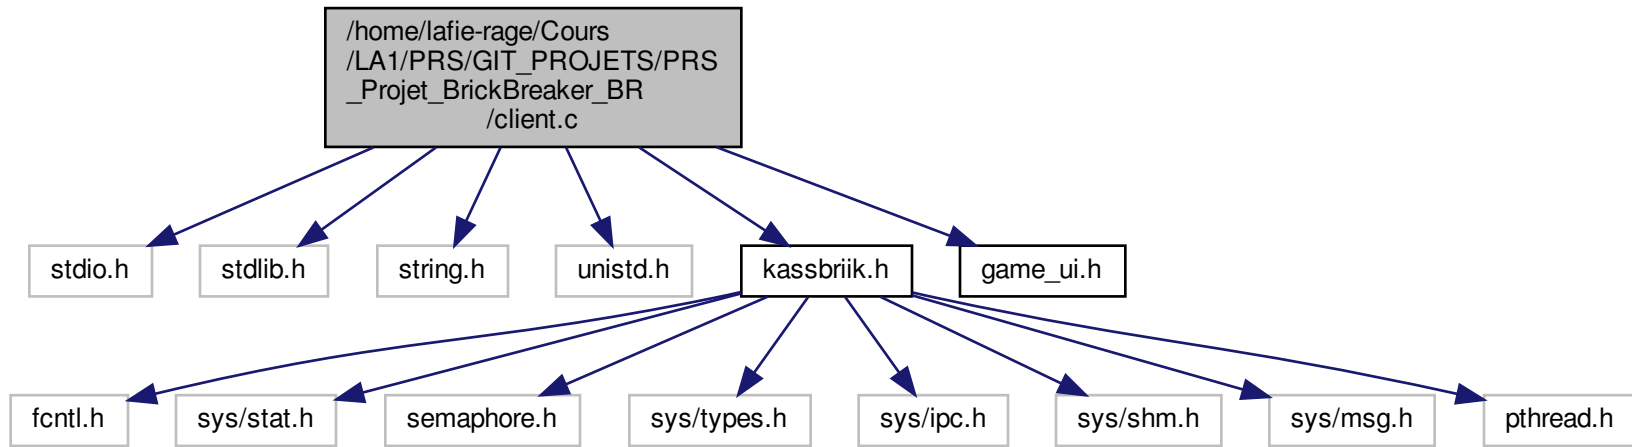 /home/lafie-rage/Cours
/LA1/PRS/GIT_PROJETS/PRS
_Projet_BrickBreaker_BR
/client.c
stdio.h
stdlib.h
string.h
unistd.h
kassbriik.h
game_ui.h
fcntl.h
sys/stat.h
semaphore.h
sys/types.h
sys/ipc.h
sys/shm.h
sys/msg.h
pthread.h